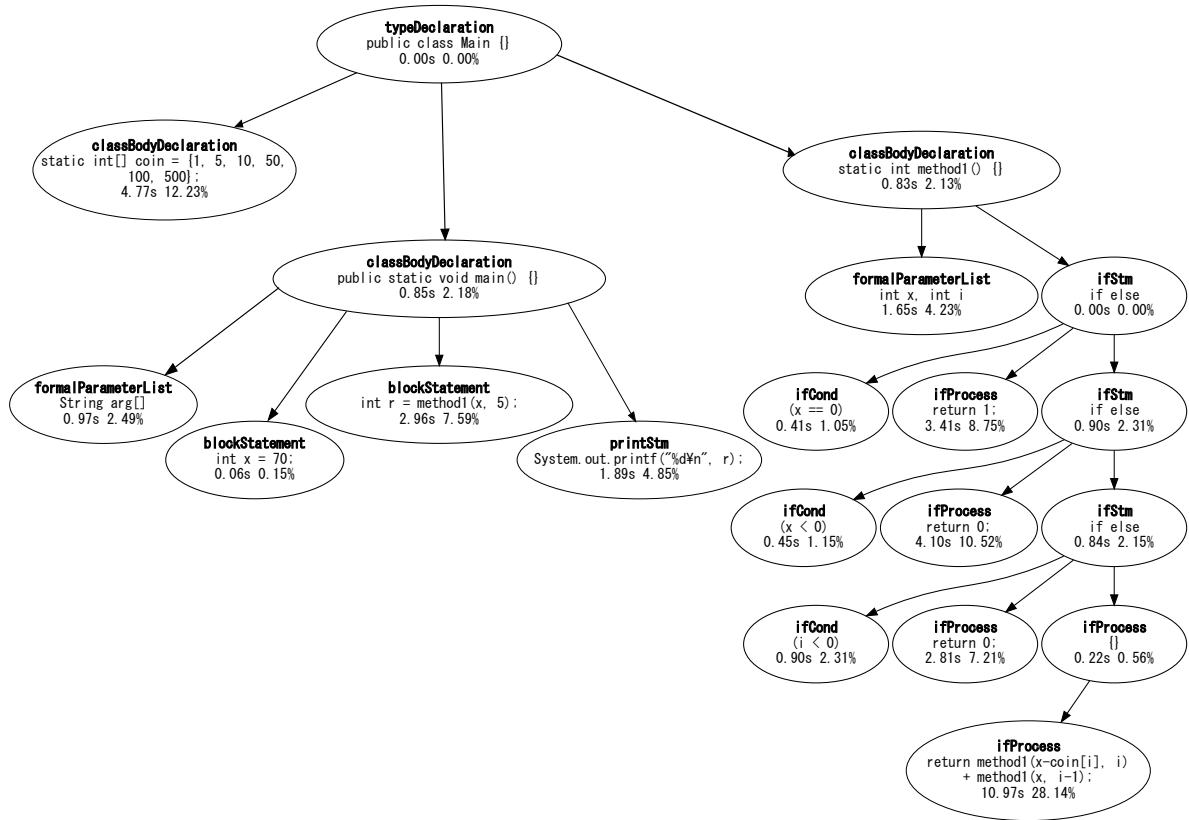 typeDeclaration
public class Main {}
0.00s 0.00%
classBodyDeclaration
static int[] coin = {1, 5, 10, 50,
100, 500};
4.77s 12.23%
classBodyDeclaration
static int method1() {}
0.83s 2.13%
classBodyDeclaration
public static void main() {}
0.85s 2.18%
formalParameterList
int x, int i
1.65s 4.23%
ifStm
if else
0.00s 0.00%
formalParameterList
String arg[]
0.97s 2.49%
blockStatement
int x = 70;
0.06s 0.15%
blockStatement
int r = method1(x, 5);
2.96s 7.59%
printStm
System.out.printf("%d¥n", r);
1.89s 4.85%
ifCond
(x == 0)
0.41s 1.05%
ifProcess
return 1;
3.41s 8.75%
ifStm
if else
0.90s 2.31%
ifCond
(x < 0)
0.45s 1.15%
ifProcess
return 0;
4.10s 10.52%
ifStm
if else
0.84s 2.15%
ifCond
(i < 0)
0.90s 2.31%
ifProcess
return 0;
2.81s 7.21%
ifProcess
{}
0.22s 0.56%
ifProcess
return method1(x-coin[i], i)
+ method1(x, i-1);
10.97s 28.14%